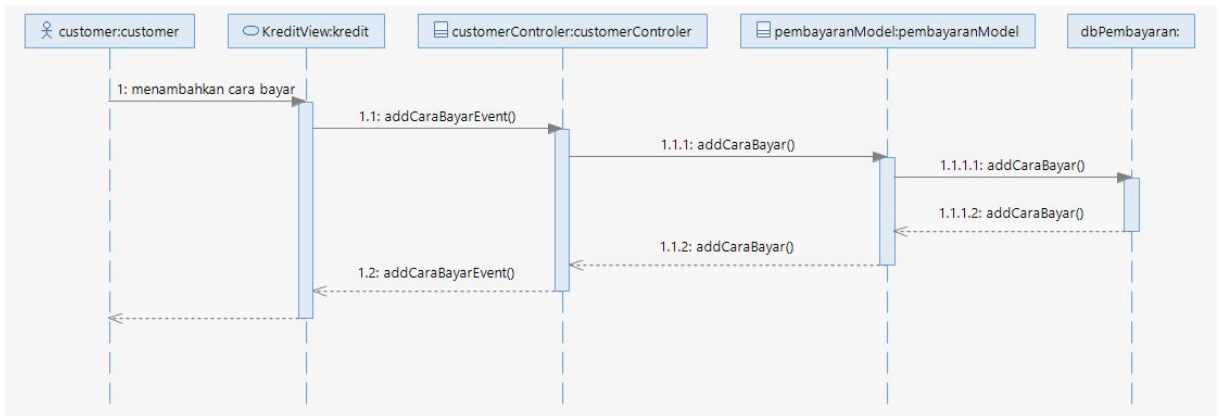 customer:customer
KreditView:kredit
customerControler:customerControler
pembayaranModel:pembayaranModel
dbPembayaran:
1: menambahkan cara bayar
1.1: addCaraBayarEvent()
1.1.1: addCaraBayar()
1.1.1.1: addCaraBayar()
1.1.1.2: addCaraBayar()
1.1.2: addCaraBayar()
1.2: addCaraBayarEvent()